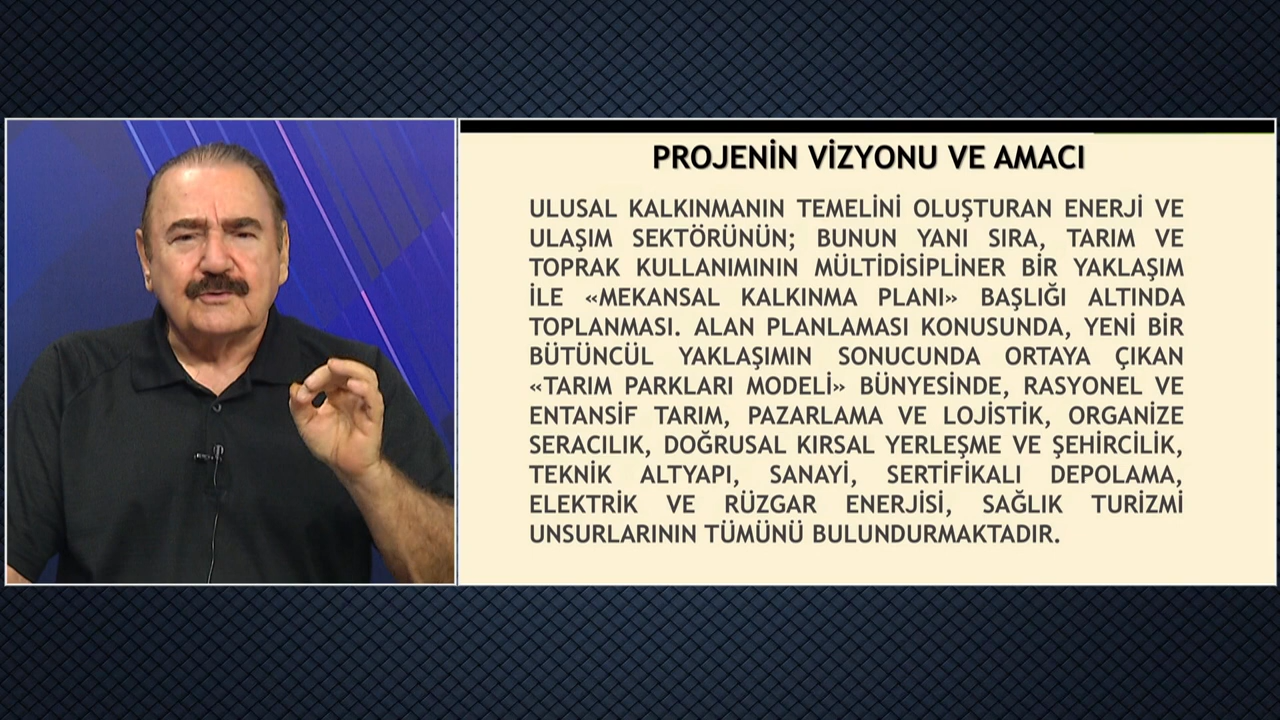 PROJENİN VİZYONU VE AMACI
ULUSAL KALKINMANIN TEMELİNİ OLUŞTURAN ENERJİ VE
ULAŞIM SEKTÖRÜNÜN; BUNUN YANI SIRA, TARIM VE
TOPRAK KULLANIMININ MÜLTİDİSİPLİNER BİR YAKLAŞIM
İLE «MEKANSAL KALKINMA PLANI» BAŞLIĞI ALTINDA
TOPLANMASI. ALAN PLANLAMASI KONUSUNDA, YENİ BİR
BÜTÜNCÜL YAKLAŞIMIN SONUCUNDA ORTAYA ÇIKAN
«TARIM PARKLARI MODELİ» BÜNYESİNDE, RASYONEL VE
ENTANSİF TARIM, PAZARLAMA VE LOJİSTİK, ORGANİZE
SERACILIK, DOĞRUSAL KIRSAL YERLEŞME VE ŞEHİRCİLİK,
TEKNİK ALTYAPI, SANAYİ, SERTİFİKALI DEPOLAMA,
ELEKTRİK VE RÜZGAR ENERJİSİ, SAĞLIK TURİZMİ
UNSURLARININ TÜMÜNÜ BULUNDURMAKTADIR.